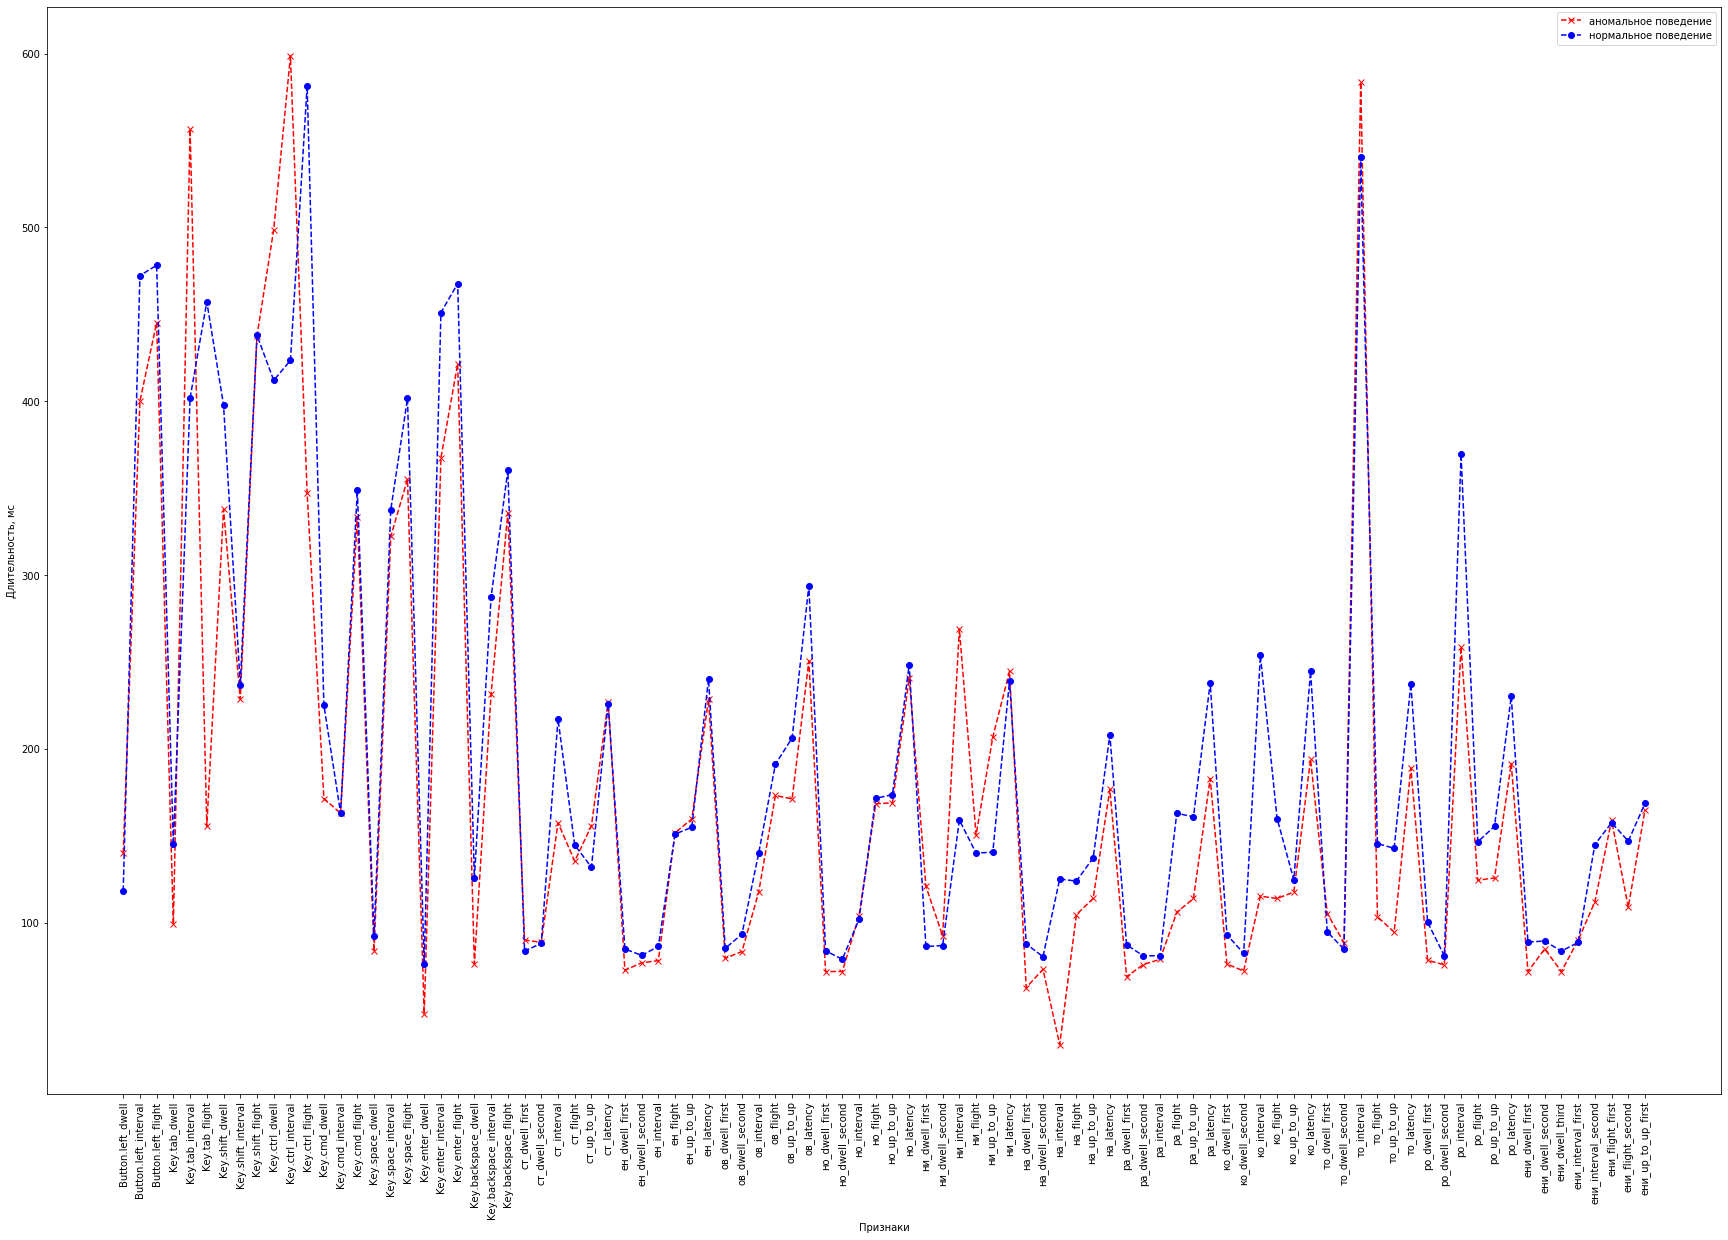 аномальное поведение
нормальное поведение
600
500
400
300
200
100
Длительность, мс
Button.left_dwell
Button.left_interval
Button.left_flight
Key.tab_dwell
Key.tab_interval
Key.tab_flight
Key.shift_dwell
Key.shift_interval
Key.shift_flight
Key.ctrl_dwell
Key.ctrl_interval
Key.ctrl_flight
Key.cmd_dwell
Key.cmd_interval
Key.cmd_flight
Key.space_dwell
Key.space_interval
Key.space_flight
Key.enter_dwell
Key.enter_interval
Key.enter_flight
Key.backspace_dwell
Key.backspace_interval
Key.backspace_flight
ст_dwell_first
ст_dwell_second
ст_interval
ст_flight
ст_up_to_up
ст_latency
ен_dwell_first
ен_dwell_second
ен_interval
ен_flight
ен_up_to_up
ен_latency
ов_dwell_first
ов_dwell_second
ов_interval
ов_flight
ов_up_to_up
ов_latency
но_dwell_first
но_dwell_second
но_interval
но_flight
но_up_to_up
но_latency
ни_dwell_first
ни_dwell_second
ни_interval
ни_flight
ни_up_to_up
ни_latency
на_dwell_first
на_dwell_second
на_interval
на_flight
на_up_to_up
на_latency
ра_dwell_first
ра_dwell_second
ра_interval
ра_flight
ра_up_to_up
ра_latency
ко_dwell_first
ко_dwell_second
ко_interval
ко_flight
ко_up_to_up
ко_latency
то_dwell_first
то_dwell_second
то_interval
то_flight
то_up_to_up
то_latency
ро_dwell_first
ро_dwell_second
ро_interval
ро_flight
ро_up_to_up
ро_latency
ени_dwell_first
ени_dwell_second
ени_dwell_third
ени_interval_first
ени_interval_second
ени_flight_first
ени_flight_second
ени_up_to_up_first
Признаки